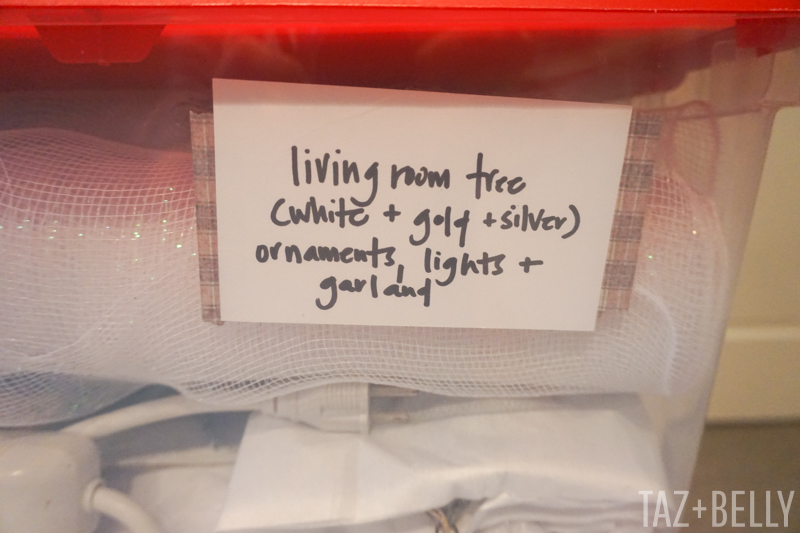 living room tree
(white + gold + silver)
ornaments, lights +
garland
TAZ+BELLY